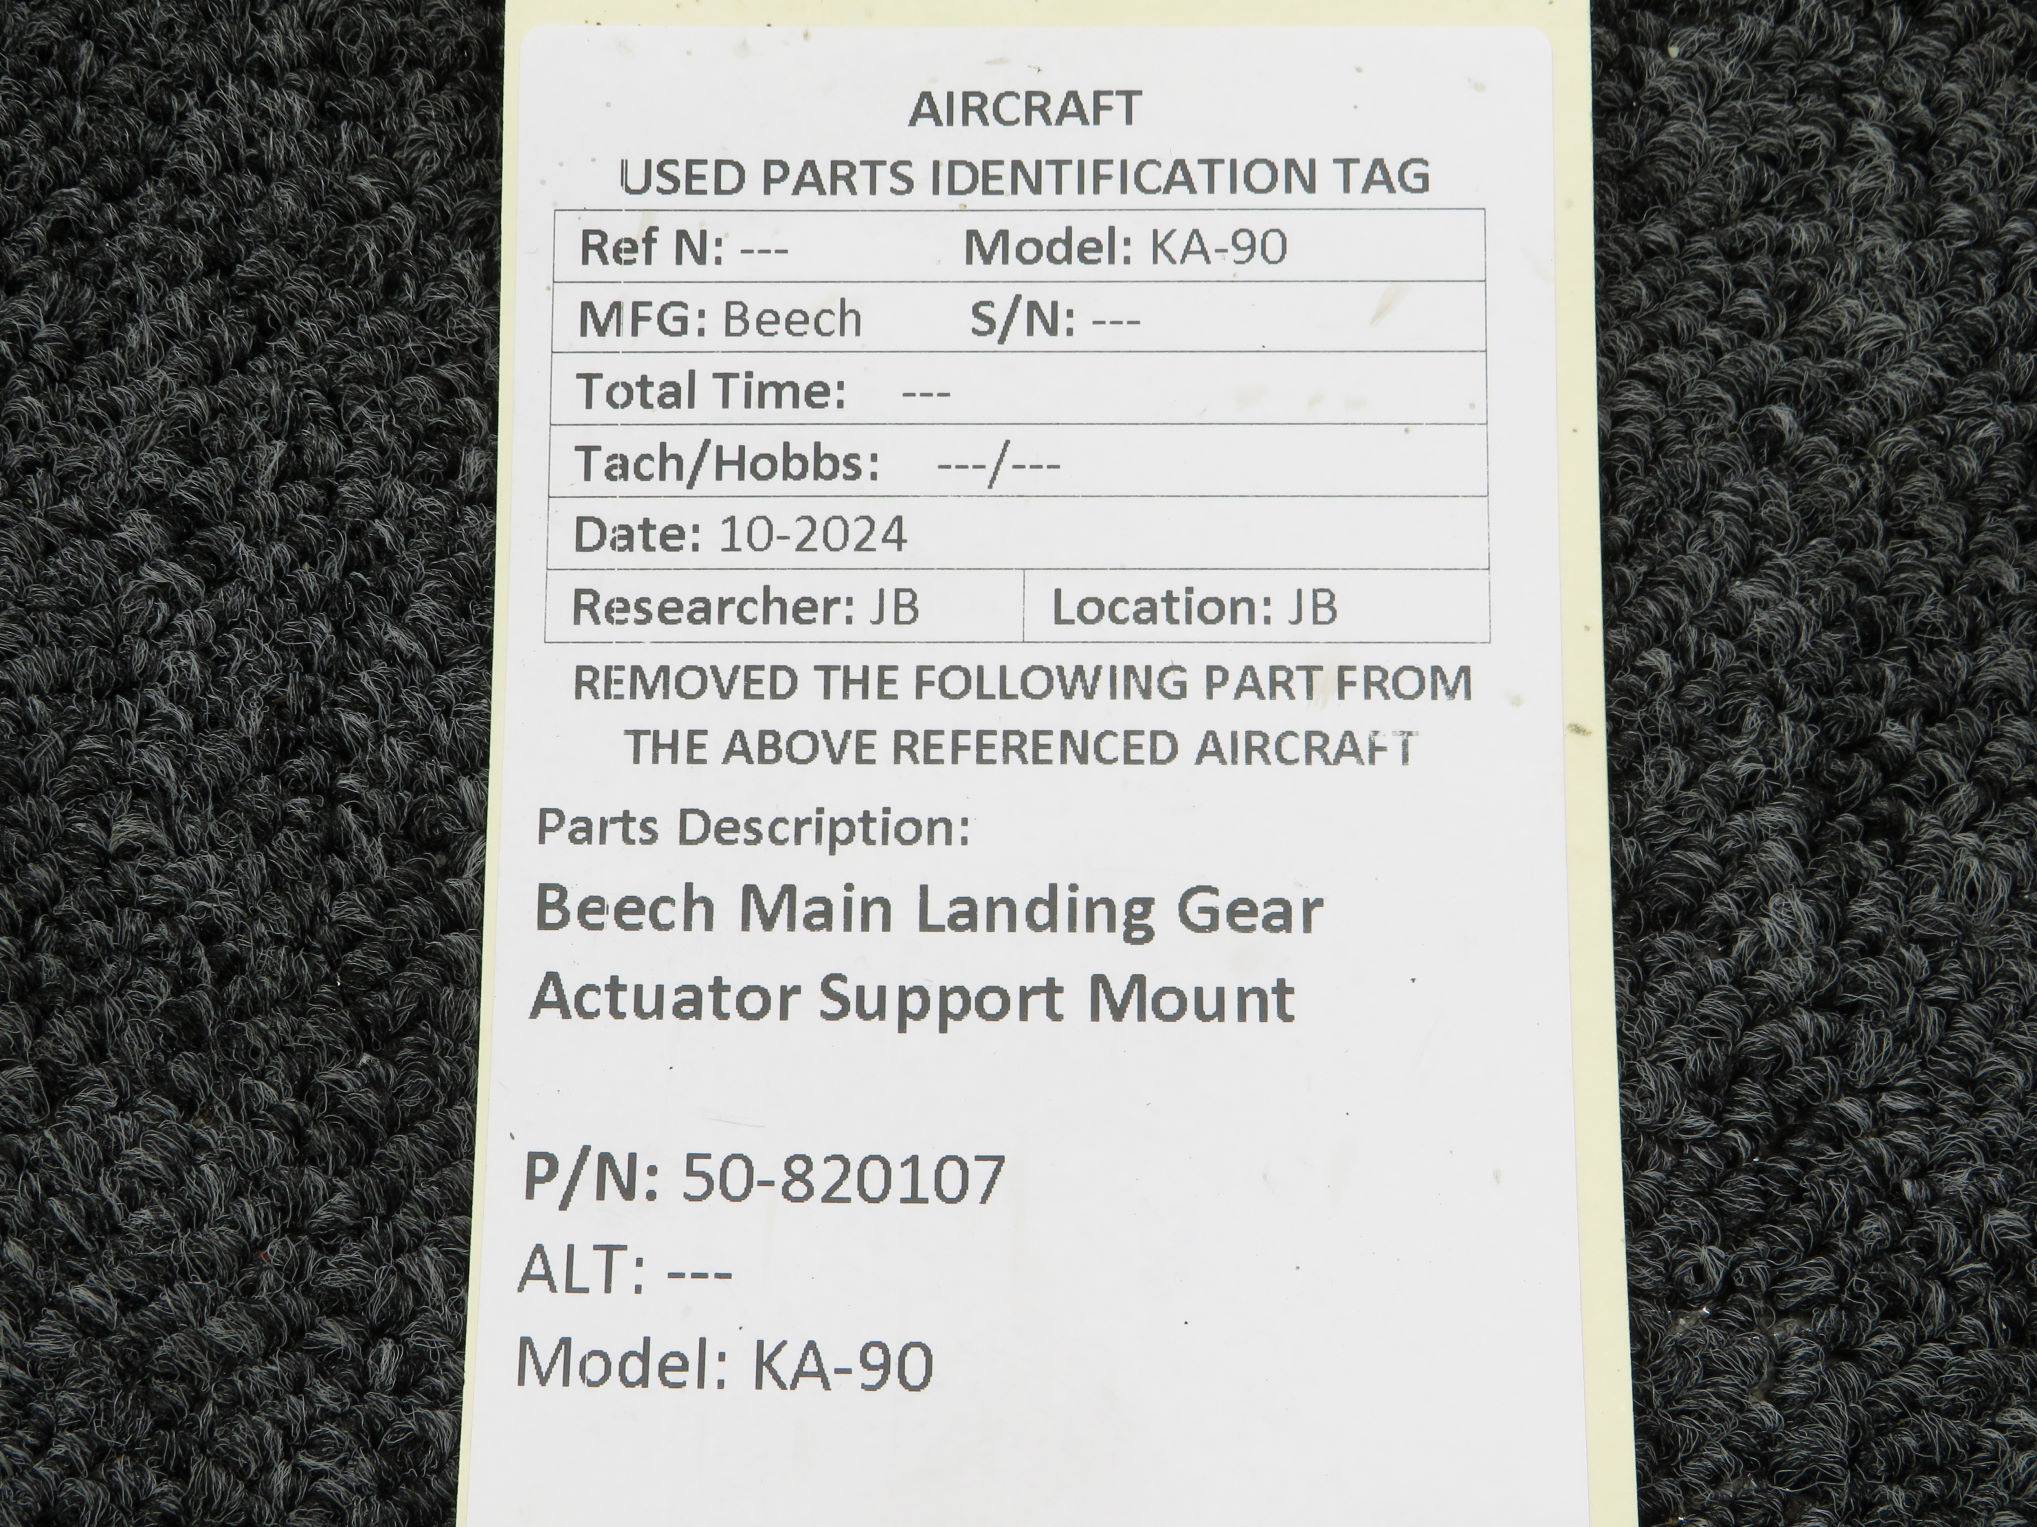 AIRCRAFT
USED PARTS IDENTIFICATION TAG
Ref N: --- Model: KA-90
MFG: Beech S/N: ---
Total Time: ---
Tach/Hobbs: ---/---
Date: 10-2024
Researcher: JB Location: JB
REMOVED THE FOLLOWING PART FROM
THE ABOVE REFERENCED AIRCRAFT
Parts Description:
Beech Main Landing Gear
Actuator Support Mount
P/N: 50-820107
ALT: ---
Model: KA-90